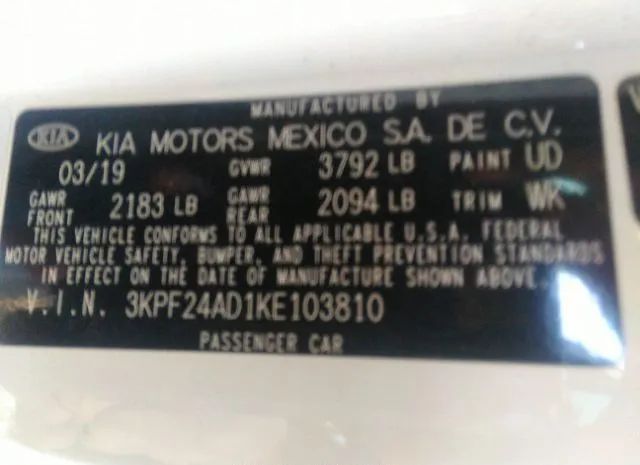 MANUFACTURED BY
KIA KIA MOTORS MEXICO S.A. DE C.V.
03/19 GVWR 3792 LB PAINT UD
GAWR FRONT 2183 LB GAWR REAR 2094 LB TRIM WK
THIS VEHICLE CONFORMS TO ALL APPLICABLE U.S.A. FEDERAL
MOTOR VEHICLE SAFETY, BUMPER, AND THEFT PREVENTION STANDARDS
IN EFFECT ON THE DATE OF MANUFACTURE SHOWN ABOVE.
V.I.N. 3KPF24AD1KE103810
PASSENGER CAR